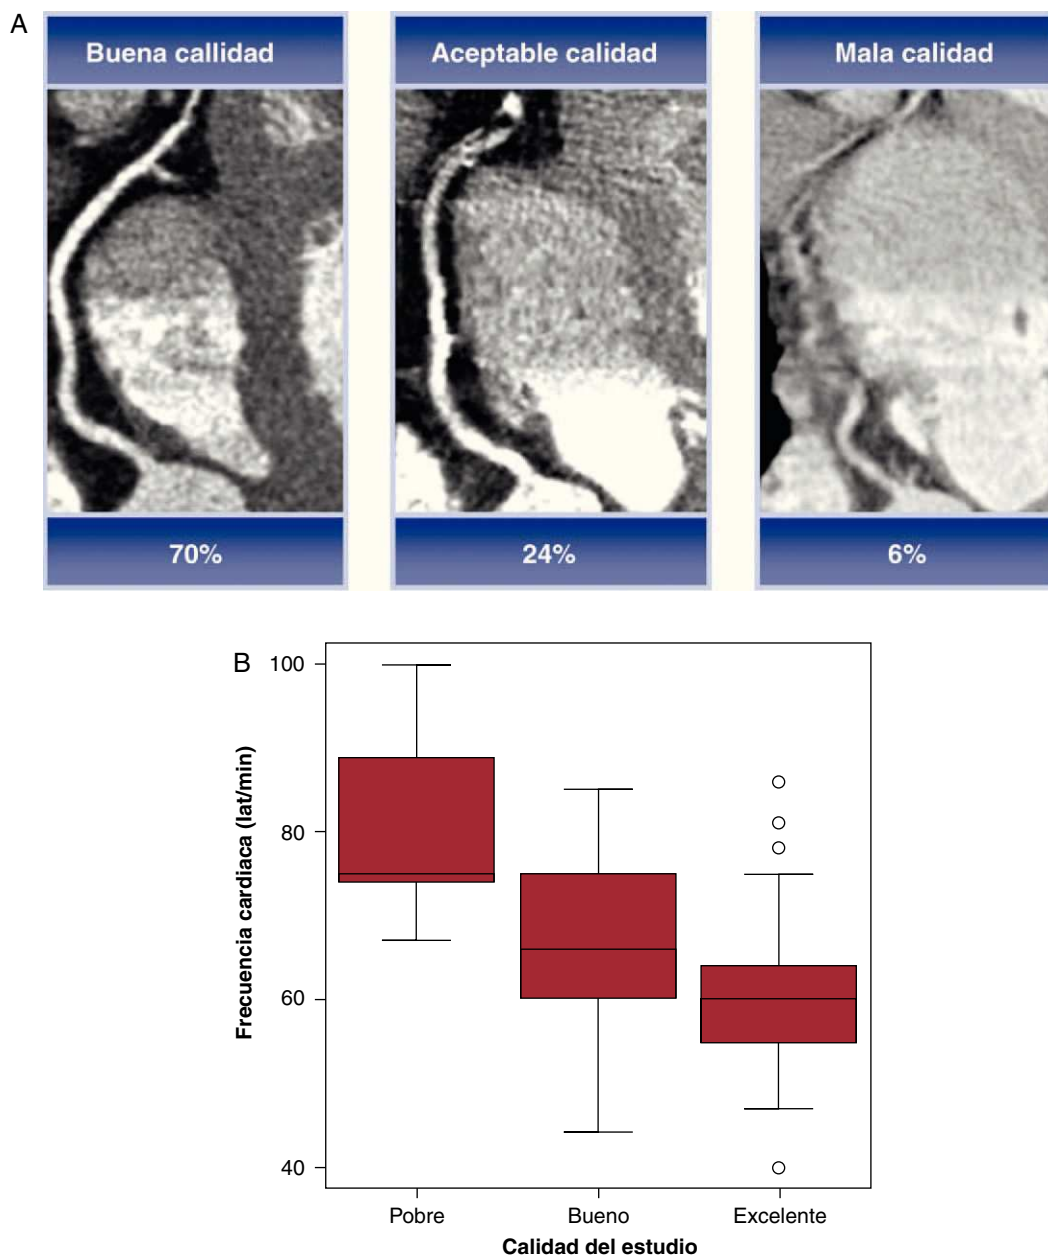 A
Buena callidad
Aceptable calidad
Mala calidad
70%
24%
6%
B
100
80
60
40
Frecuencia cardiaca (lat/min)
Pobre
Bueno
Excelente
Calidad del estudio